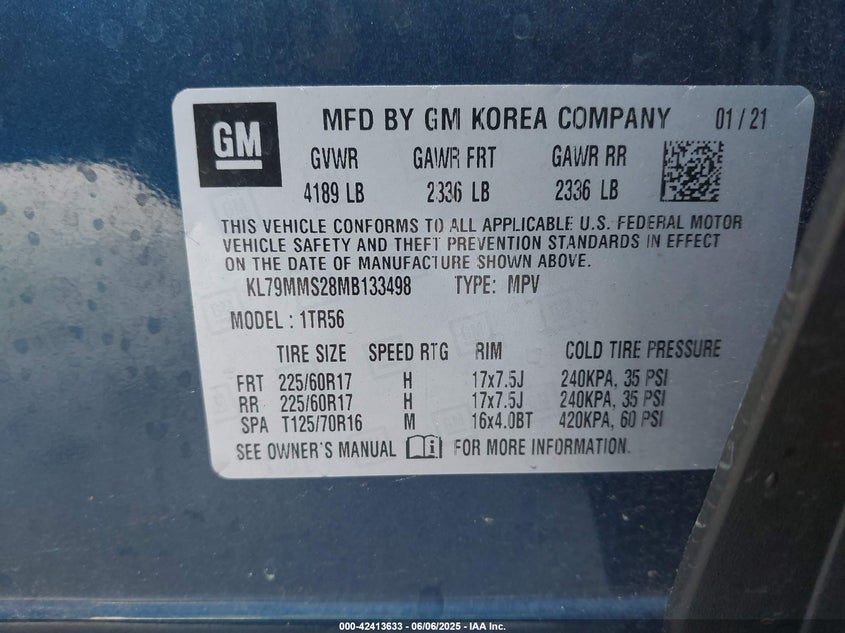 GM
MFD BY GM KOREA COMPANY 01 / 21
GVWR GAWR FRT GAWR RR
4189 LB 2336 LB 2336 LB
THIS VEHICLE CONFORMS TO ALL APPLICABLE U.S. FEDERAL MOTOR
VEHICLE SAFETY AND THEFT PREVENTION STANDARDS IN EFFECT
ON THE DATE OF MANUFACTURE SHOWN ABOVE.
KL79MMS28MB133498 TYPE: MPV
MODEL : 1TR56
TIRE SIZE SPEED RTG RIM COLD TIRE PRESSURE
FRT 225/60R17 H 17x7.5J 240KPA, 35 PSI
RR 225/60R17 H 17x7.5J 240KPA, 35 PSI
SPA T125/70R16 M 16x4.0BT 420KPA, 60 PSI
SEE OWNER'S MANUAL FOR MORE INFORMATION.
000-42413633 - 06/06/2025 - IAA Inc.